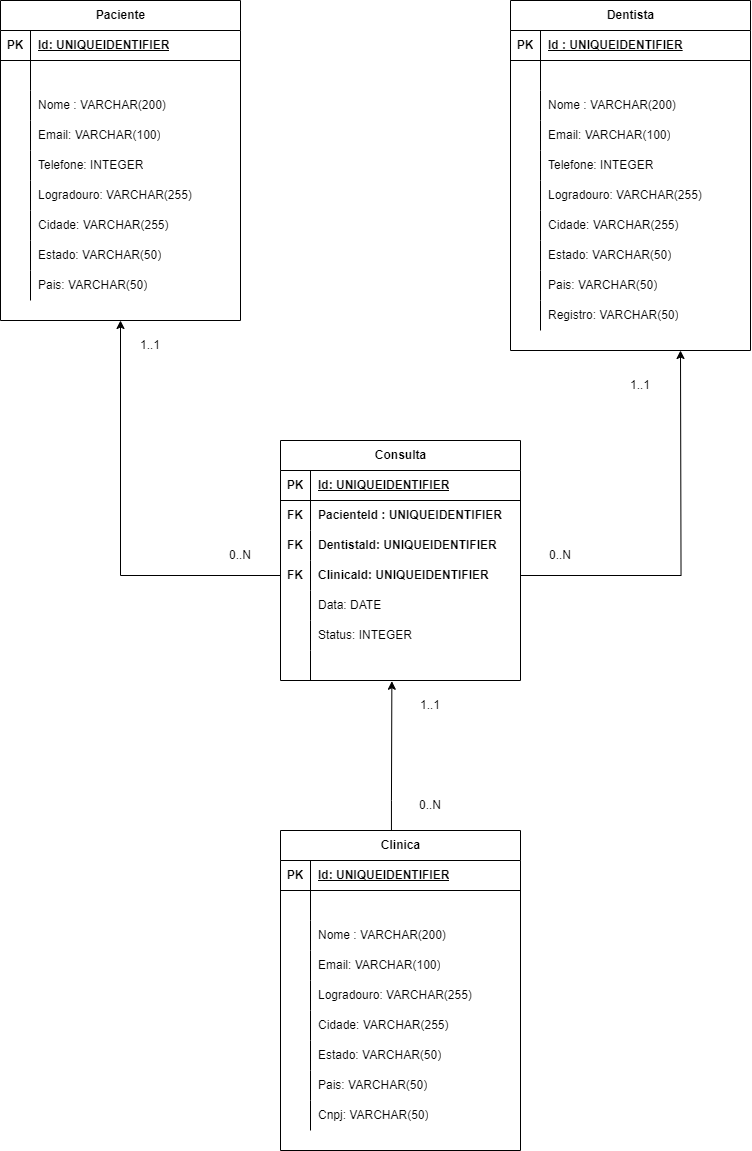 Paciente
PK Id: UNIQUEIDENTIFIER
Nome : VARCHAR(200)
Email: VARCHAR(100)
Telefone: INTEGER
Logradouro: VARCHAR(255)
Cidade: VARCHAR(255)
Estado: VARCHAR(50)
Pais: VARCHAR(50)
1..1
Dentista
PK Id : UNIQUEIDENTIFIER
Nome : VARCHAR(200)
Email: VARCHAR(100)
Telefone: INTEGER
Logradouro: VARCHAR(255)
Cidade: VARCHAR(255)
Estado: VARCHAR(50)
Pais: VARCHAR(50)
Registro: VARCHAR(50)
1..1
Consulta
PK Id: UNIQUEIDENTIFIER
FK PacienteId : UNIQUEIDENTIFIER
FK DentistaId: UNIQUEIDENTIFIER
FK ClinicaId: UNIQUEIDENTIFIER
Data: DATE
Status: INTEGER
0..N
0..N
1..1
0..N
Clinica
PK Id: UNIQUEIDENTIFIER
Nome : VARCHAR(200)
Email: VARCHAR(100)
Logradouro: VARCHAR(255)
Cidade: VARCHAR(255)
Estado: VARCHAR(50)
Pais: VARCHAR(50)
Cnpj: VARCHAR(50)